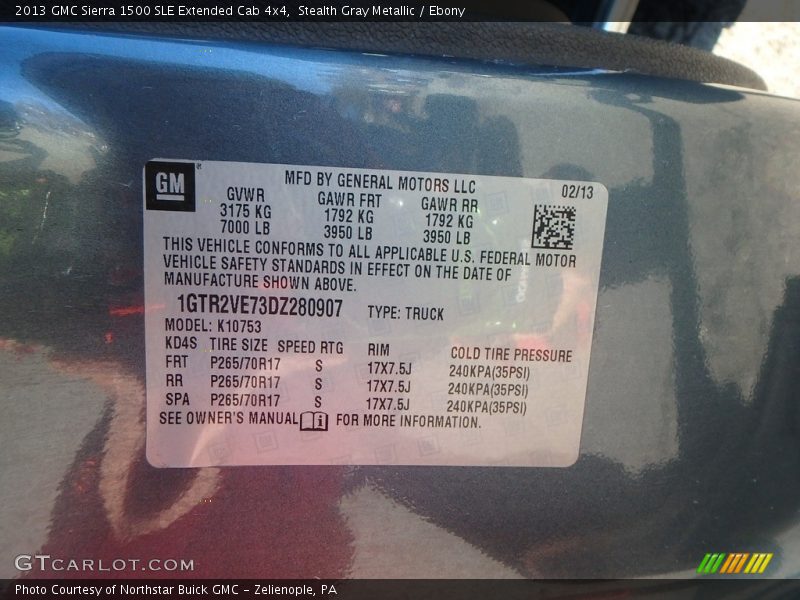 2013 GMC Sierra 1500 SLE Extended Cab 4x4, Stealth Gray Metallic / Ebony
GM ®
MFD BY GENERAL MOTORS LLC 02/13
GVWR GAWR FRT GAWR RR
3175 KG 1792 KG 1792 KG
7000 LB 3950 LB 3950 LB
THIS VEHICLE CONFORMS TO ALL APPLICABLE U.S. FEDERAL MOTOR
VEHICLE SAFETY STANDARDS IN EFFECT ON THE DATE OF
MANUFACTURE SHOWN ABOVE.
1GTR2VE73DZ280907 TYPE: TRUCK
MODEL: K10753
KD4S TIRE SIZE SPEED RTG RIM COLD TIRE PRESSURE
FRT P265/70R17 S 17X7.5J 240KPA(35PSI)
RR P265/70R17 S 17X7.5J 240KPA(35PSI)
SPA P265/70R17 S 17X7.5J 240KPA(35PSI)
SEE OWNER'S MANUAL FOR MORE INFORMATION.
GTCARLOT.COM
Photo Courtesy of Northstar Buick GMC - Zelienople, PA